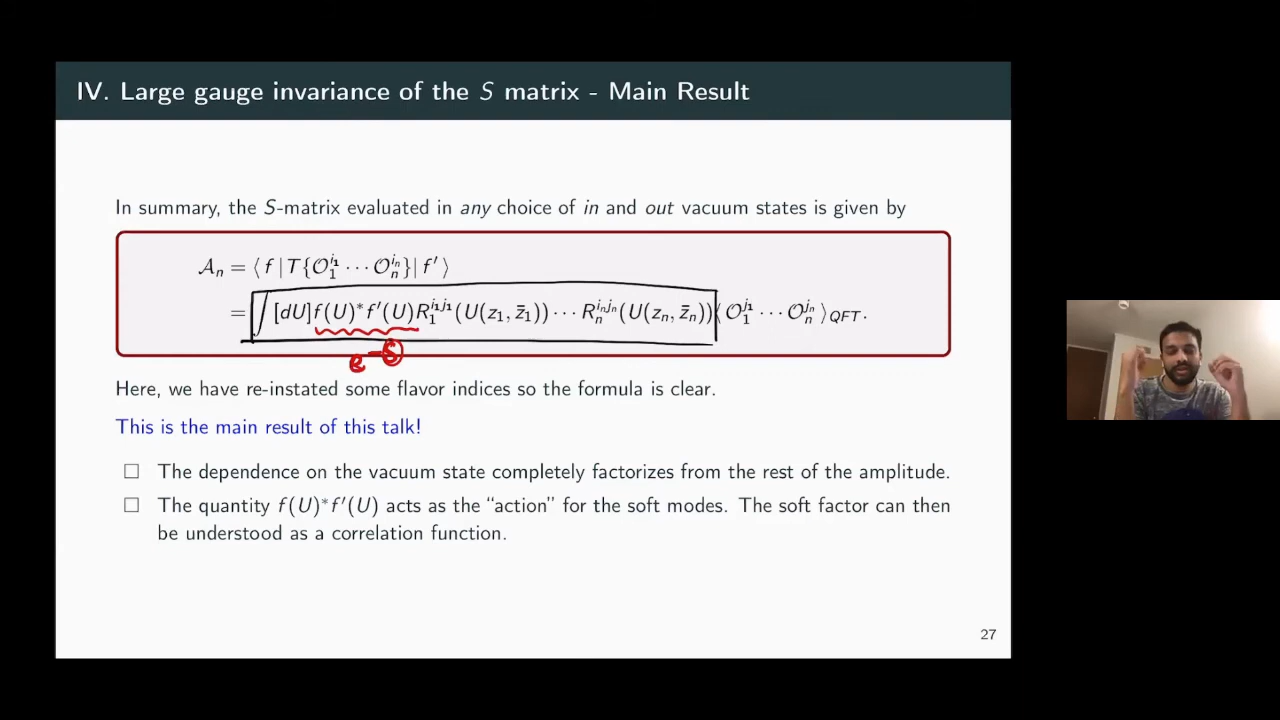 IV. Large gauge invariance of the S matrix - Main Result
In summary, the S-matrix evaluated in any choice of in and out vacuum states is given by
𝒜ₙ = ⟨ f | T{𝒪₁^{i₁} ··· 𝒪ₙ^{iₙ}} | f′ ⟩
= ∫ [dU] f(U)* f′(U) R₁^{i₁j₁}(U(z₁, z̄₁)) ··· Rₙ^{iₙjₙ}(U(zₙ, z̄ₙ)) ⟨ 𝒪₁^{j₁} ··· 𝒪ₙ^{jₙ} ⟩_{QFT}.
e^{-S}
Here, we have re-instated some flavor indices so the formula is clear.
This is the main result of this talk!
□ The dependence on the vacuum state completely factorizes from the rest of the amplitude.
□ The quantity f(U)* f′(U) acts as the “action” for the soft modes. The soft factor can then
be understood as a correlation function.
27